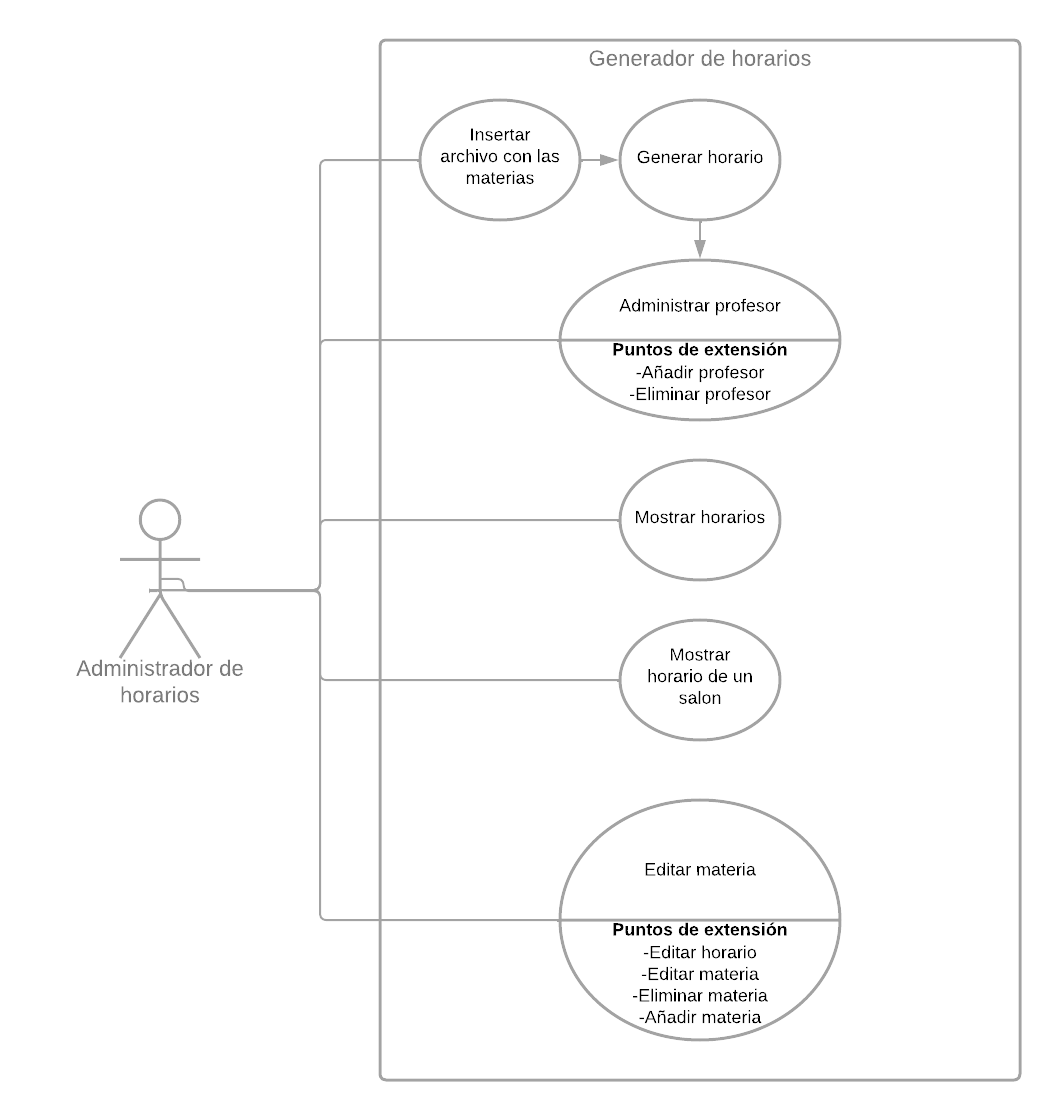 Generador de horarios
Insertar
archivo con las
materias
Generar horario
Administrar profesor
Puntos de extensión
-Añadir profesor
-Eliminar profesor
Mostrar horarios
Administrador de
horarios
Mostrar
horario de un
salon
Editar materia
Puntos de extensión
-Editar horario
-Editar materia
-Eliminar materia
-Añadir materia